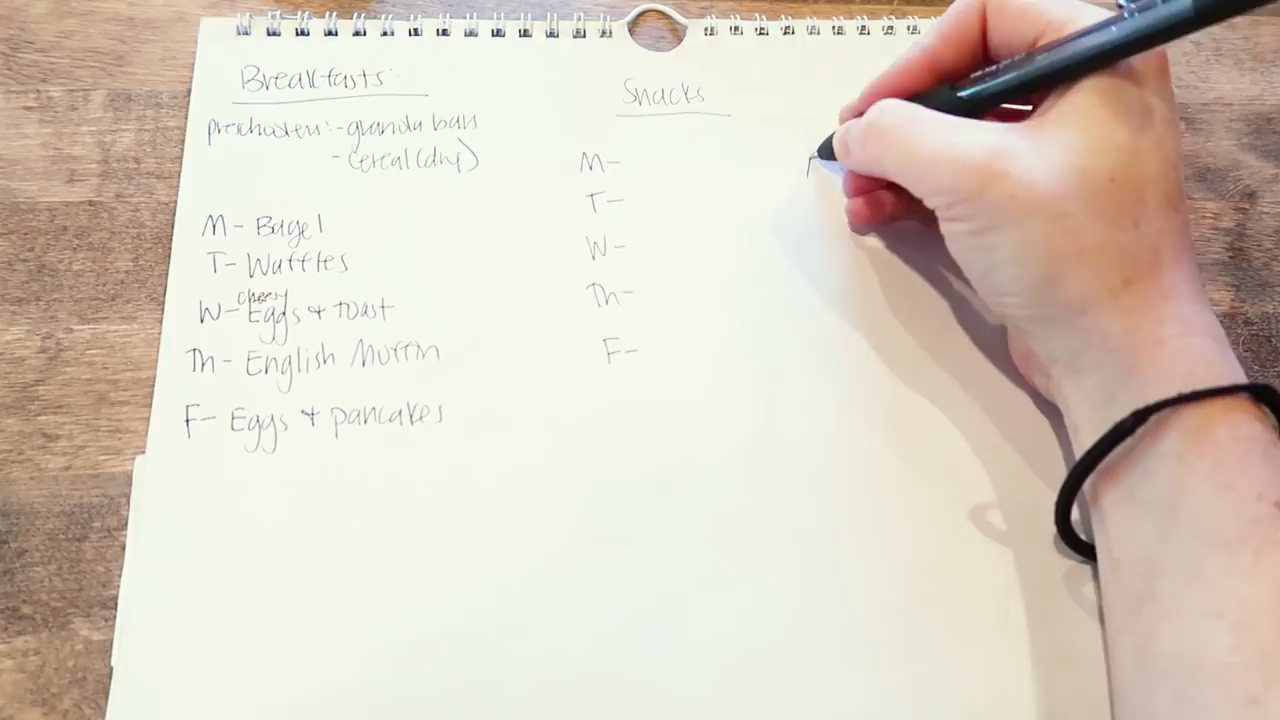 Breakfasts:
preschoolers: - granola bars
- cereal (dry)
M - Bagel
T - Waffles
cheesy
W - Eggs + toast
Th - English Muffin
F - Eggs + pancakes
Snacks
M -
T -
W -
Th -
F -